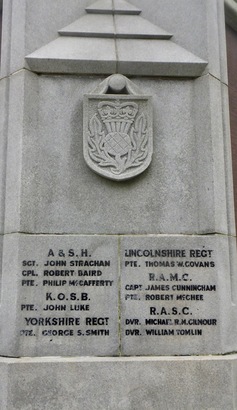 A & S.H.
SGT. JOHN STRACHAN
CPL. ROBERT BAIRD
PTE. PHILIP McCAFFERTY
K.O.S.B.
PTE. JOHN LUKE
YORKSHIRE REGT
PTE. GEORGE S. SMITH
LINCOLNSHIRE REGT
PTE. THOMAS W. COVANS
R.A.M.C.
CAPT. JAMES CUNNINGHAM
PTE. ROBERT McGHEE
R.A.S.C.
DVR. MICHAEL R.M. GILMOUR
DVR. WILLIAM TOMLIN